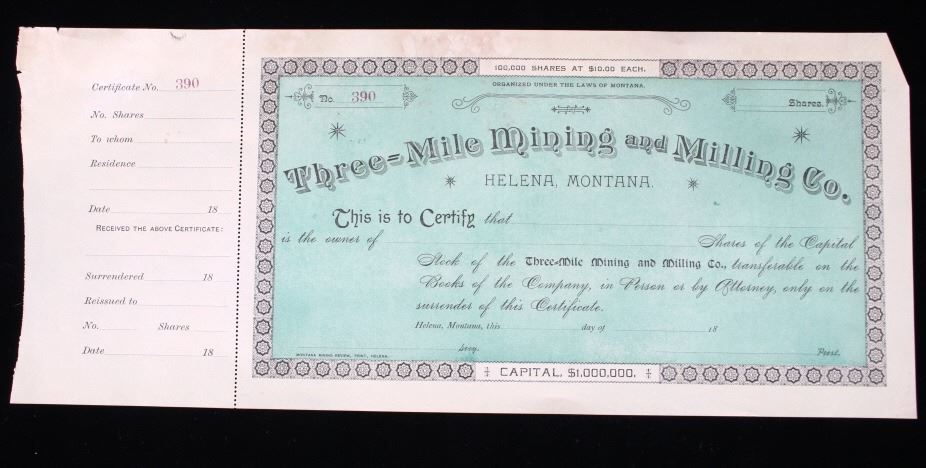 Certificate No. 390
No. Shares
To whom
Residence
Date 18
RECEIVED THE ABOVE CERTIFICATE:
Surrendered 18
Reissued to
No. Shares
Date 18
100,000 SHARES AT $10.00 EACH.
ORGANIZED UNDER THE LAWS OF MONTANA.
No. 390
Shares.
Three=Mile Mining and Milling Co.
HELENA, MONTANA.
This is to Certify that
is the owner of Shares of the Capital
Stock of the Three=Mile Mining and Milling Co., transferable on the
Books of the Company, in Person or by Attorney, only on the
surrender of this Certificate.
Helena, Montana, this day of 18
Secy. Prest.
MONTANA MINING REVIEW, PRINT, HELENA.
CAPITAL, $1,000,000.